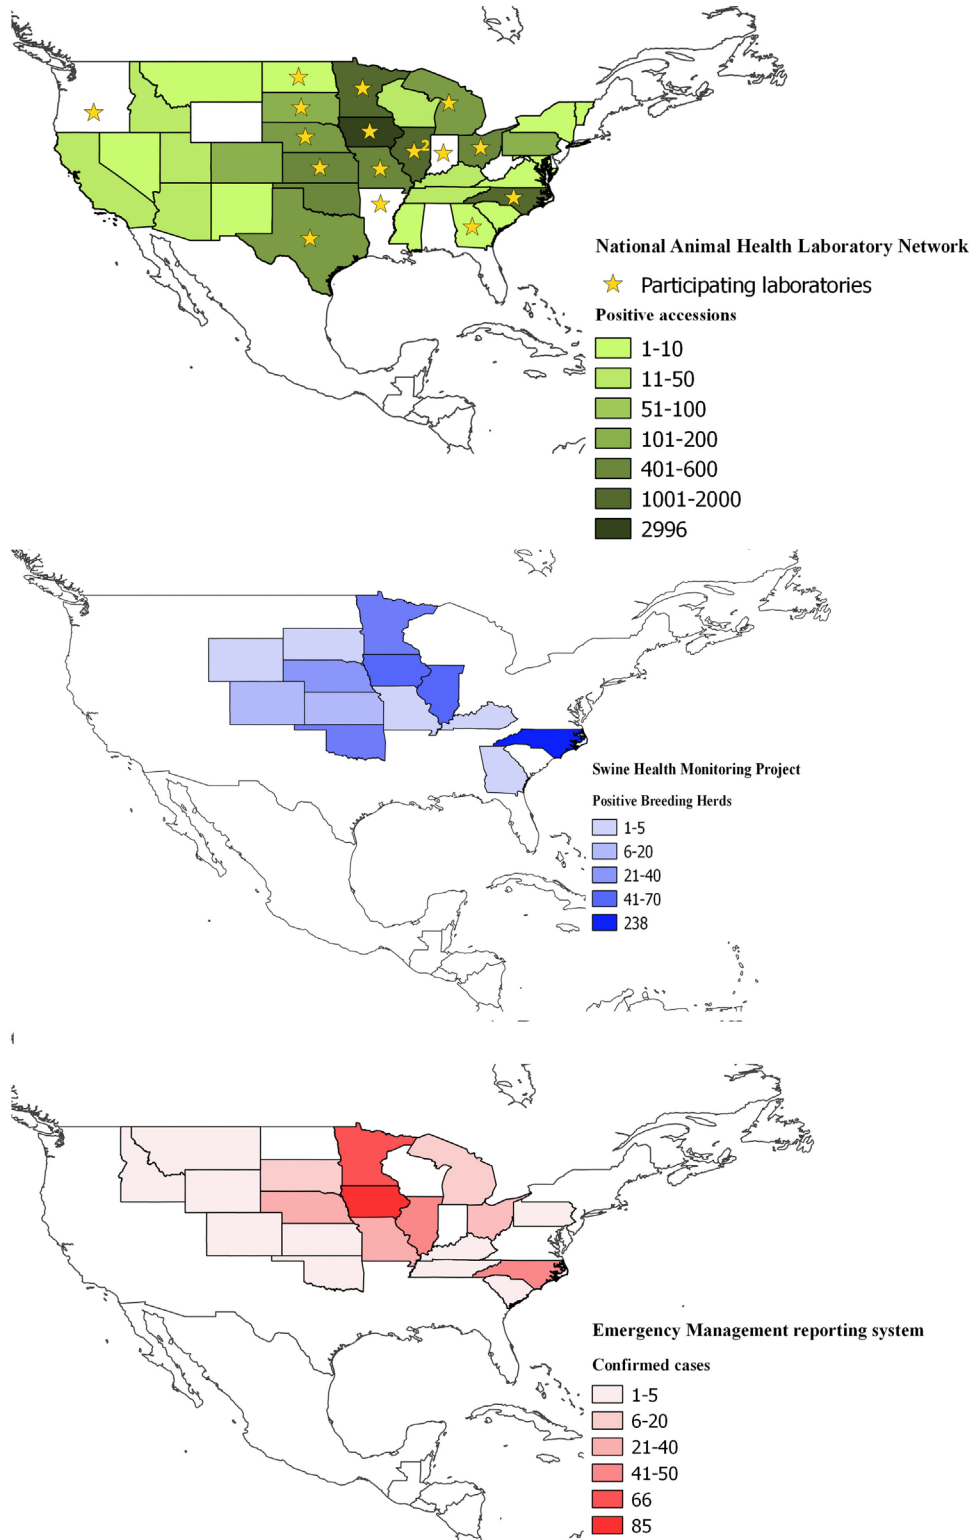 2
National Animal Health Laboratory Network
Participating laboratories
Positive accessions
1-10
11-50
51-100
101-200
401-600
1001-2000
2996
Swine Health Monitoring Project
Positive Breeding Herds
1-5
6-20
21-40
41-70
238
Emergency Management reporting system
Confirmed cases
1-5
6-20
21-40
41-50
66
85